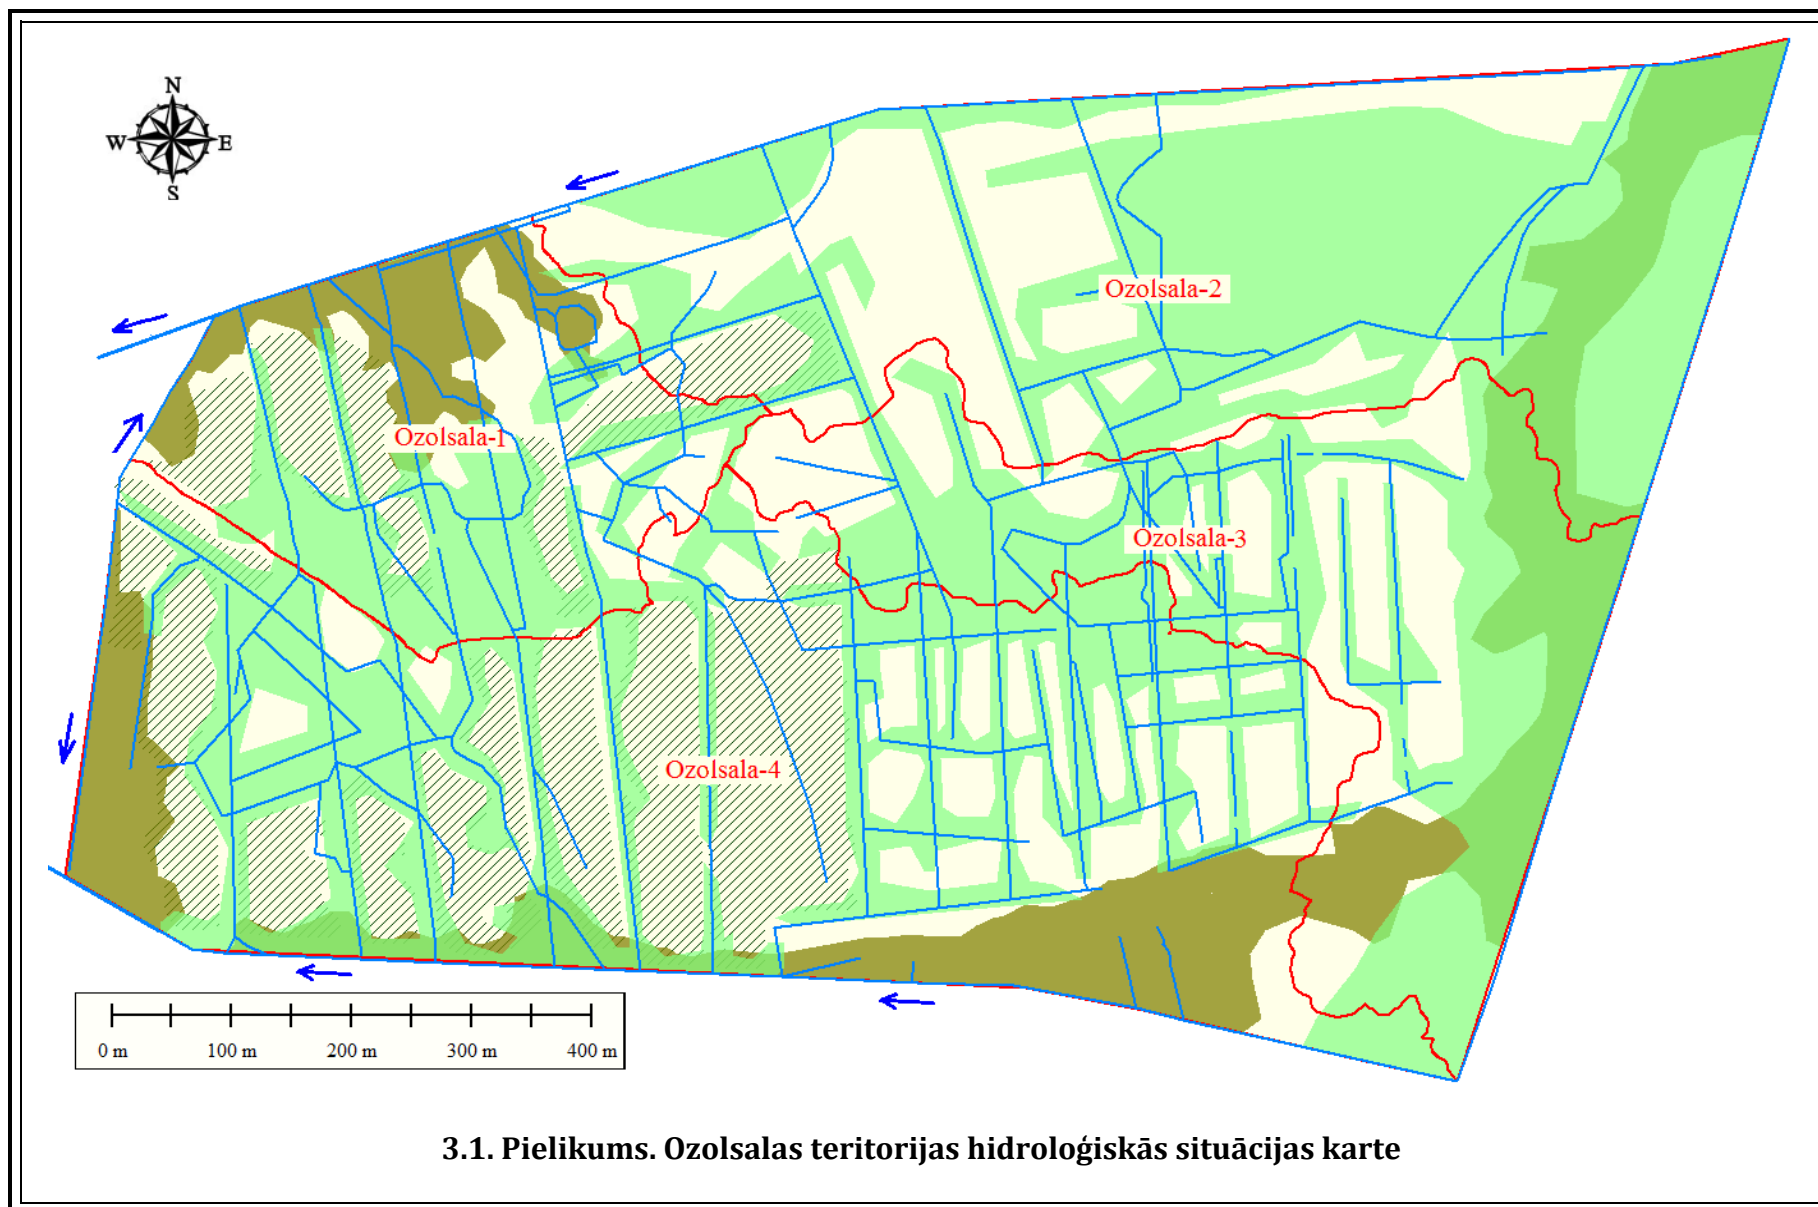 N
W E
S
Ozolsala-2
Ozolsala-1
Ozolsala-3
Ozolsala-4
0 m 100 m 200 m 300 m 400 m
3.1. Pielikums. Ozolsalas teritorijas hidroloģiskās situācijas karte